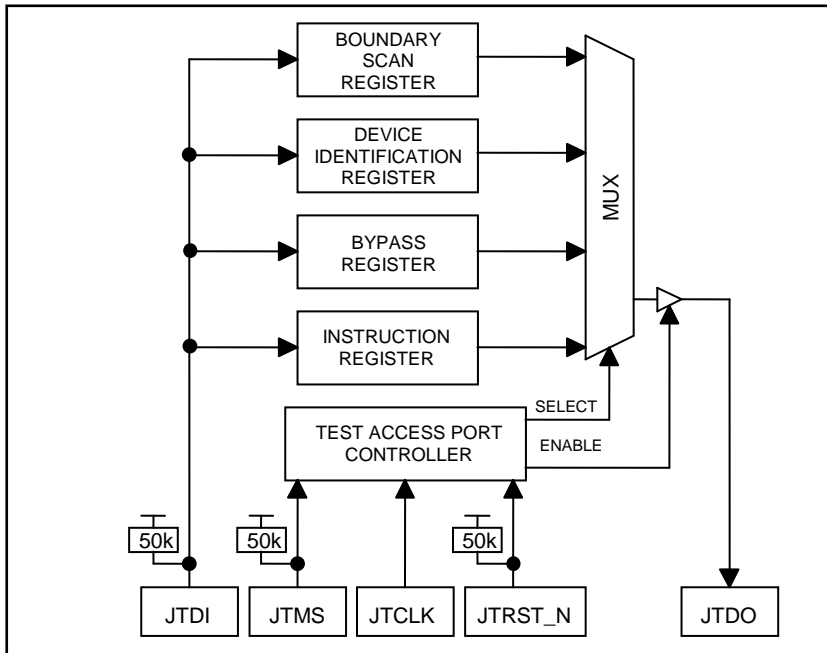 BOUNDARY
SCAN
REGISTER
DEVICE
IDENTIFICATION
REGISTER
BYPASS
REGISTER
INSTRUCTION
REGISTER
MUX
SELECT
TEST ACCESS PORT
CONTROLLER
ENABLE
50k
50k
50k
JTDI
JTMS
JTCLK
JTRST_N
JTDO